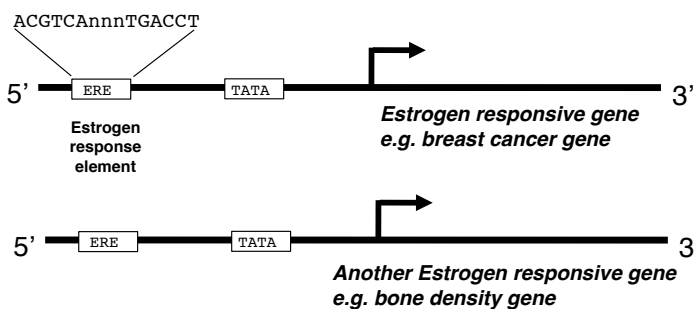 ACGTCAnnnTGACCT
5’ ERE TATA 3’
Estrogen
response
element
Estrogen responsive gene
e.g. breast cancer gene
5’ ERE TATA 3
Another Estrogen responsive gene
e.g. bone density gene